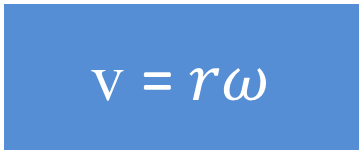 v = rω